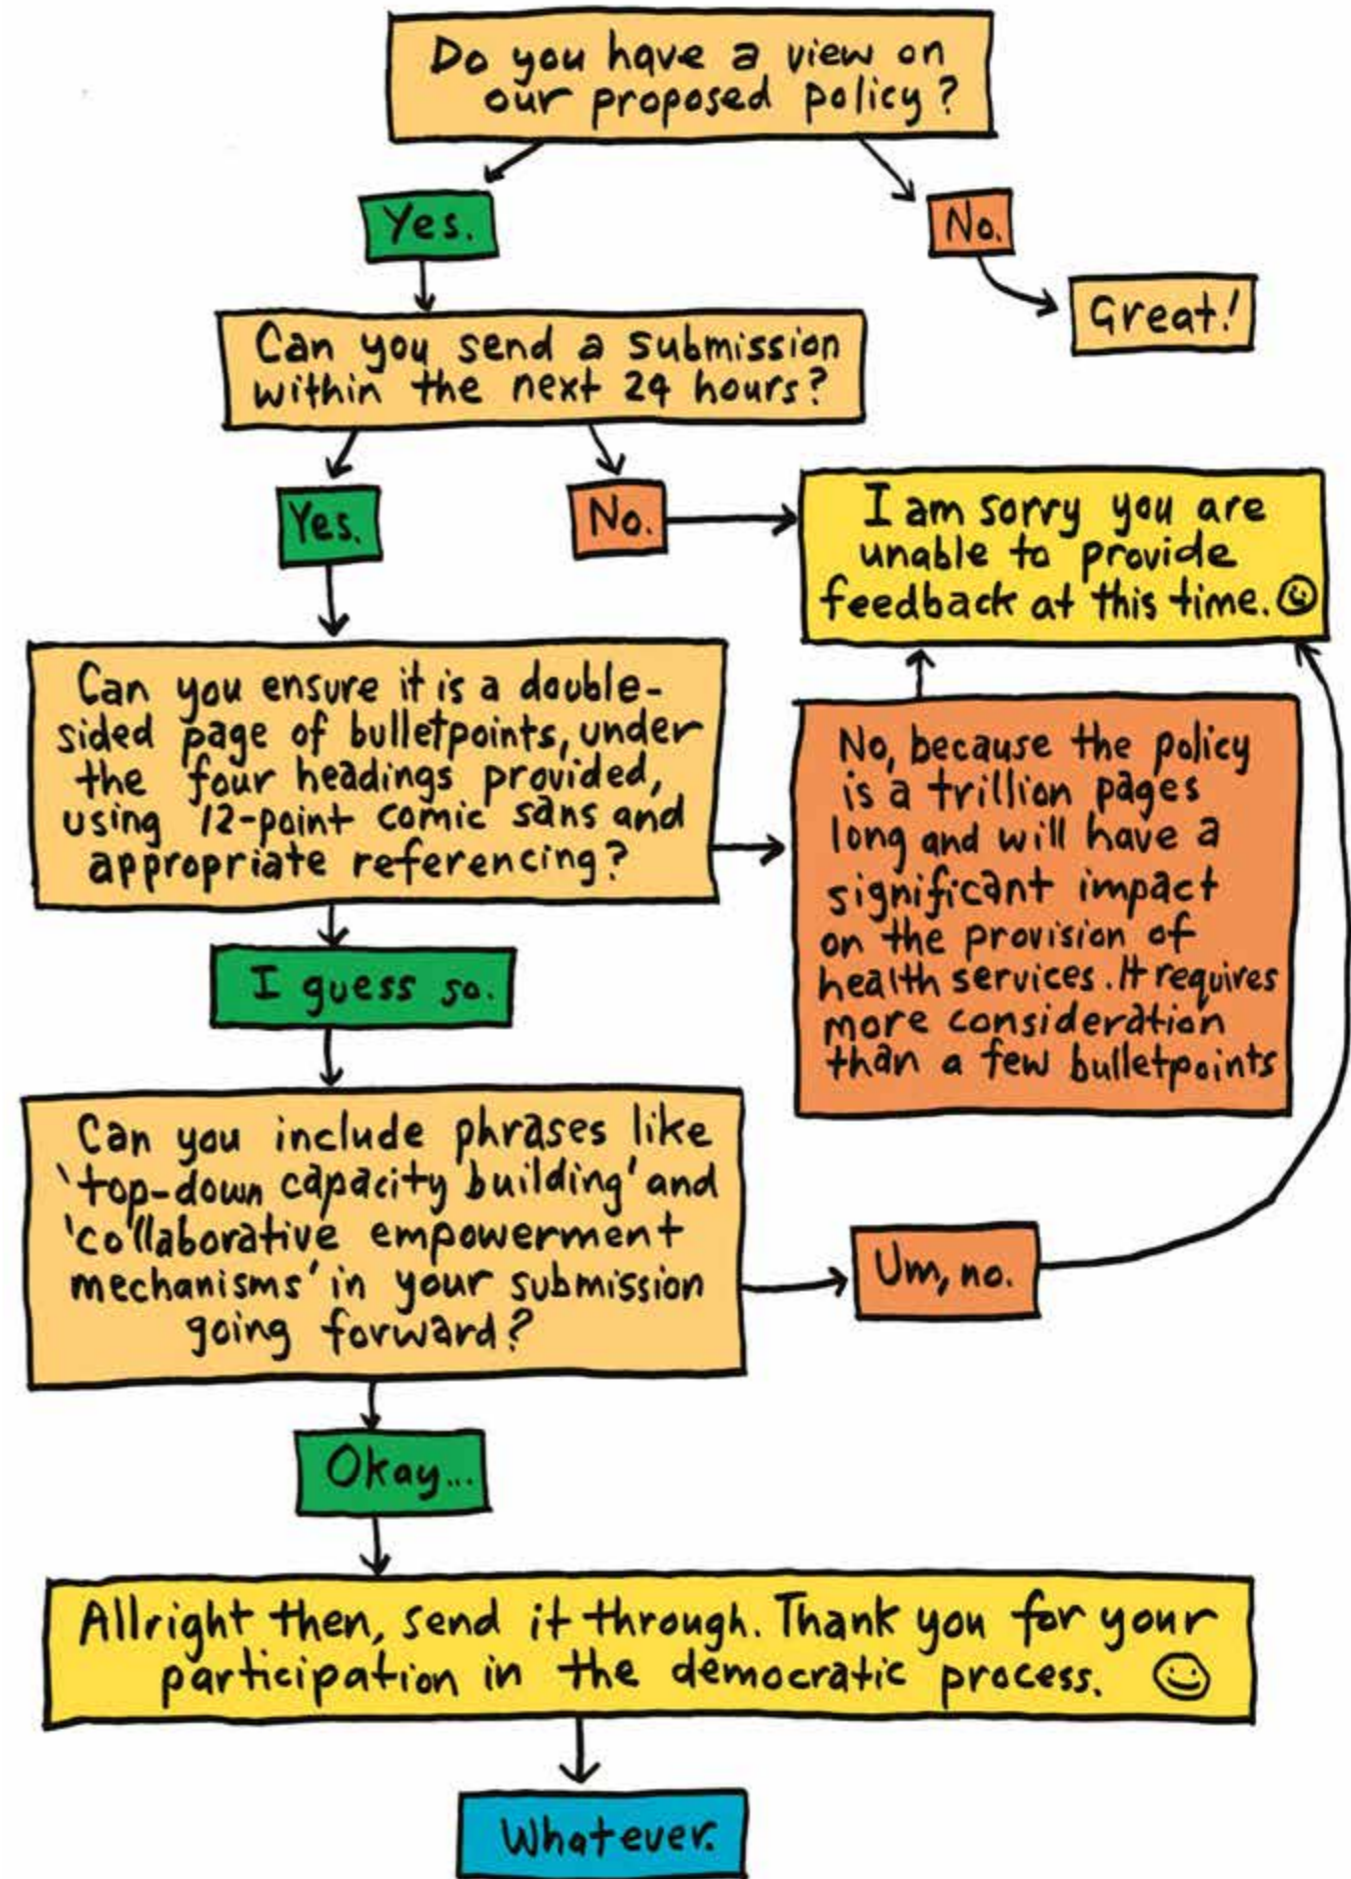 Do you have a view on
our proposed policy?
Yes.
No.
Great!
Can you send a submission
within the next 24 hours?
Yes.
No.
I am sorry you are
unable to provide
feedback at this time.
Can you ensure it is a double-
sided page of bulletpoints, under
the four headings provided,
using 12-point comic sans and
appropriate referencing?
No, because the policy
is a trillion pages
long and will have a
significant impact
on the provision of
health services. It requires
more consideration
than a few bulletpoints
I guess so.
Can you include phrases like
'top-down capacity building' and
'collaborative empowerment
mechanisms' in your submission
going forward?
Um, no.
Okay...
Allright then, send it through. Thank you for your
participation in the democratic process.
Whatever.